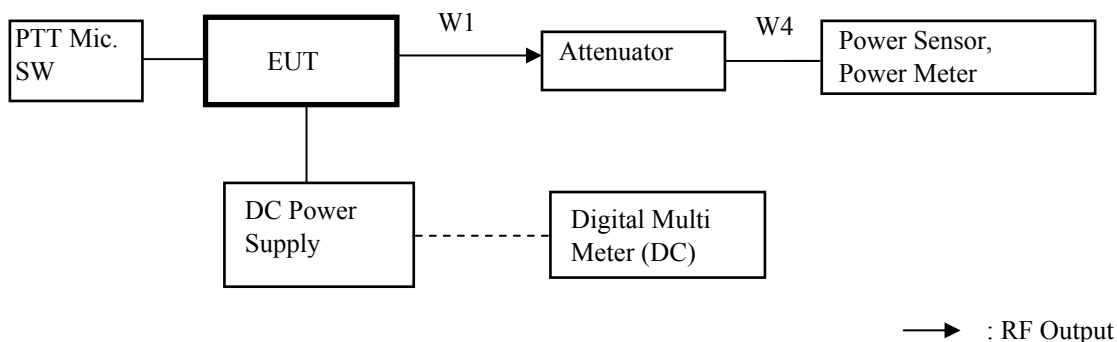 W1
W4
PTT Mic.
SW
EUT
Attenuator
Power Sensor,
Power Meter
DC Power
Supply
Digital Multi
Meter (DC)
: RF Output